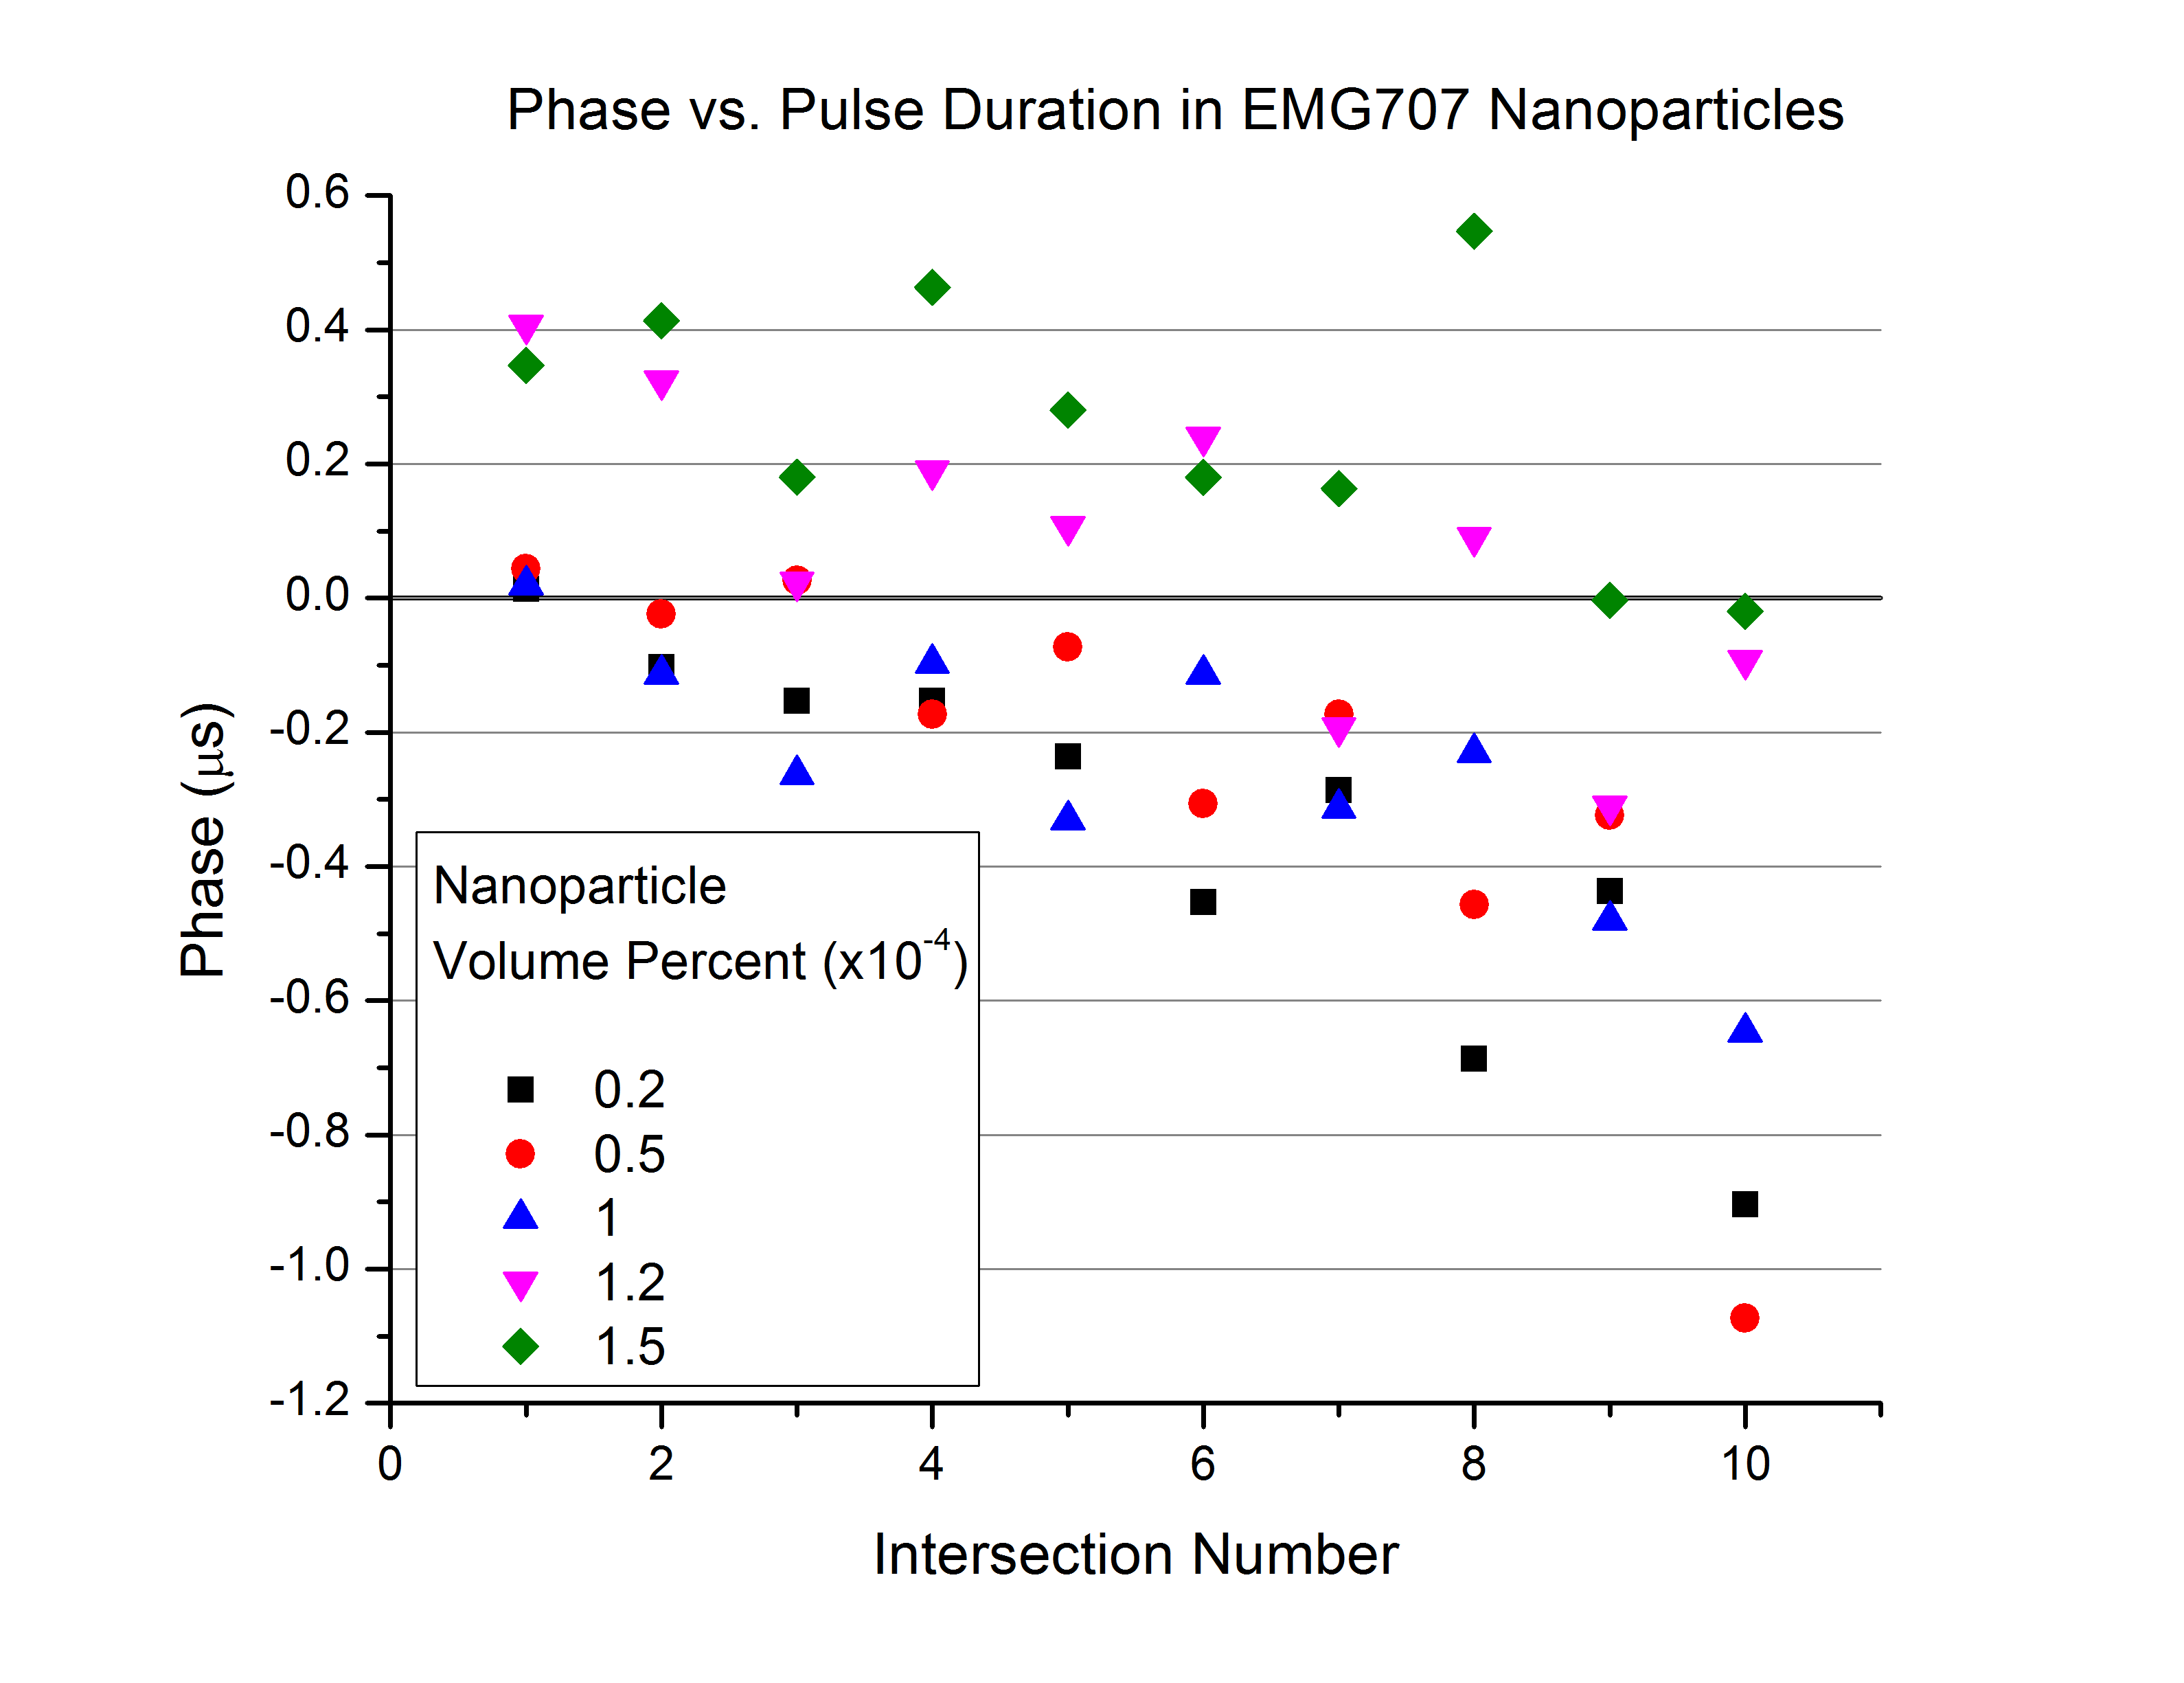 Phase vs. Pulse Duration in EMG707 Nanoparticles
0.6
0.4
0.2
0.0
-0.2
-0.4
-0.6
-0.8
-1.0
-1.2
Phase (μs)
Nanoparticle
Volume Percent (x10⁻⁴)
0.2
0.5
1
1.2
1.5
0 2 4 6 8 10
Intersection Number